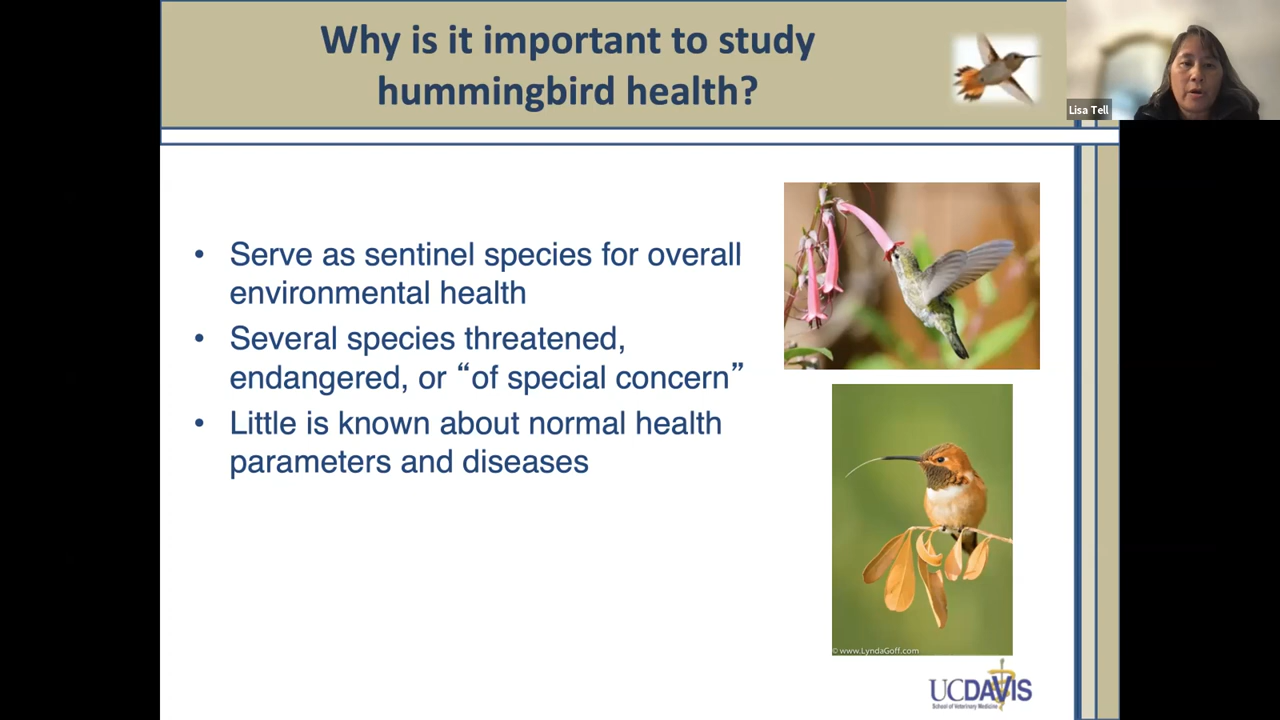 Why is it important to study
hummingbird health?
Lisa Tell
• Serve as sentinel species for overall
environmental health
• Several species threatened,
endangered, or “of special concern”
• Little is known about normal health
parameters and diseases
© www.LyndaGoff.com
UCDAVIS
School of Veterinary Medicine